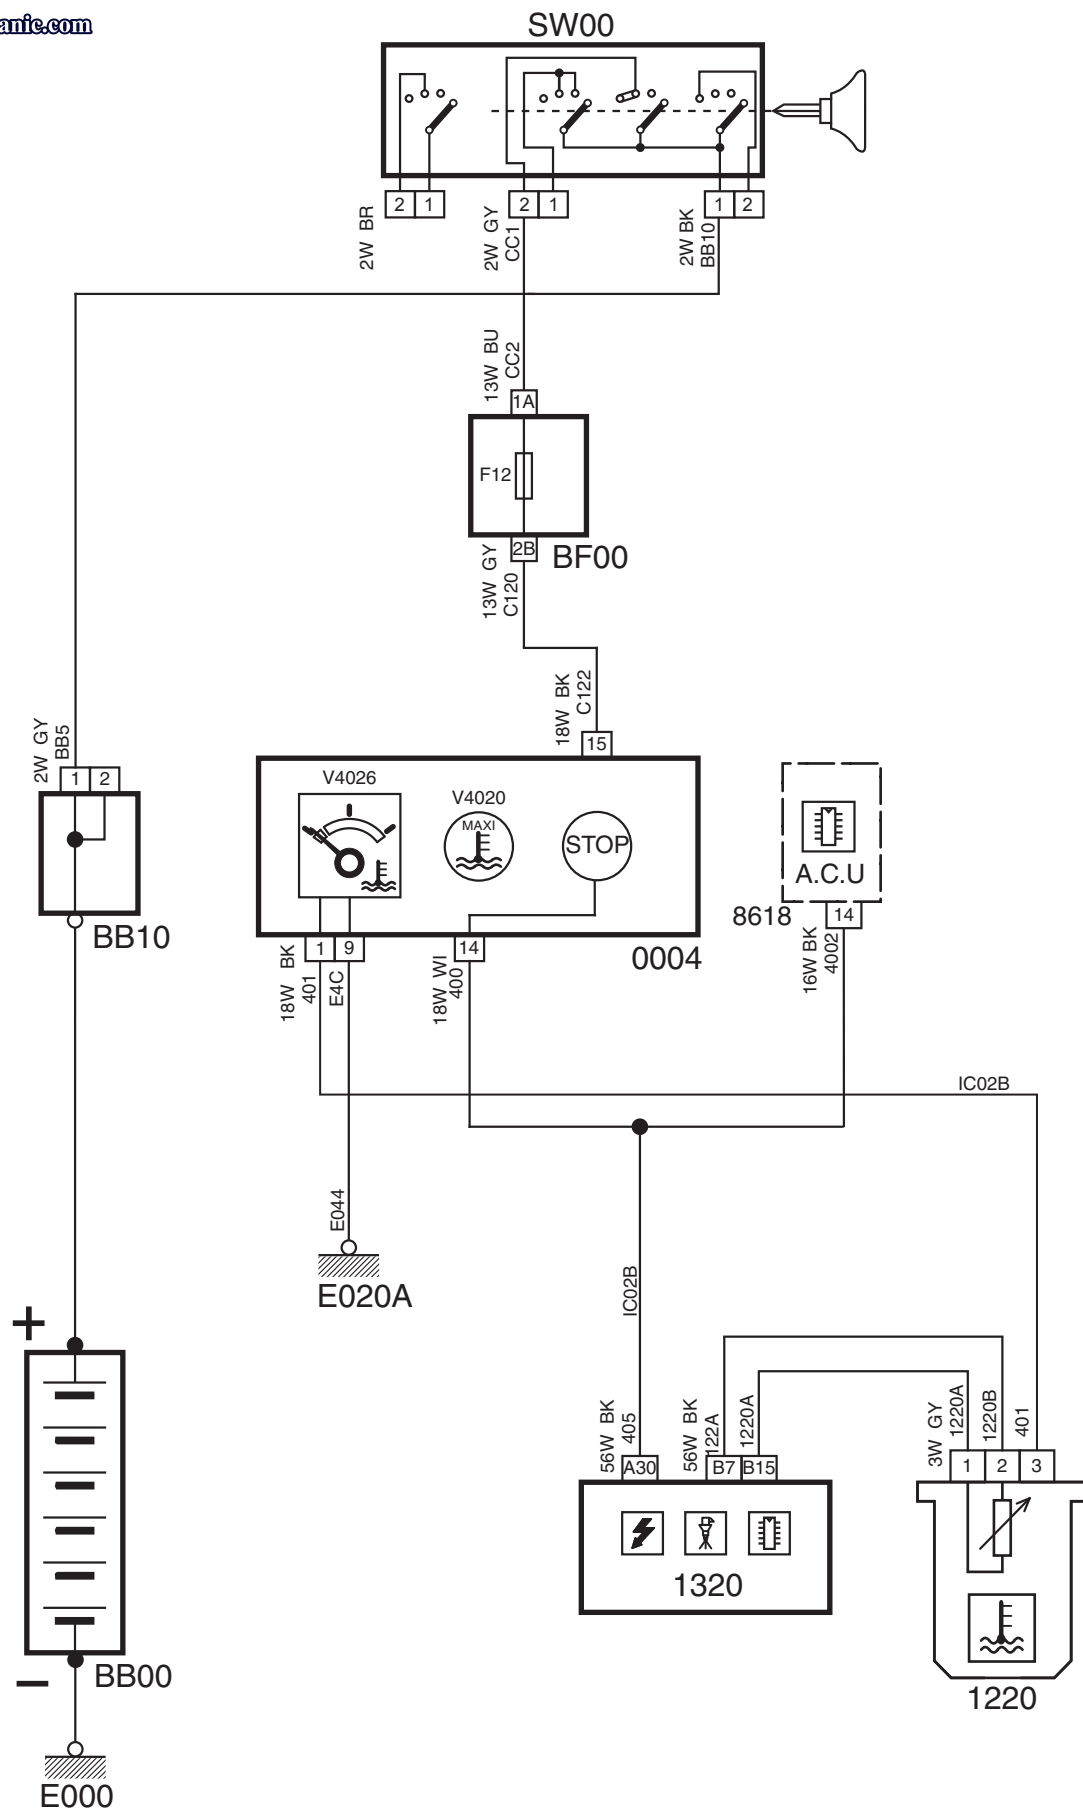 anic.com
SW00
2 1
2 1
1 2
2W BR
2W GY
CC1
2W BK
BB10
13W BU
CC2
1A
F12
2B
BF00
13W GY
C120
18W BK
C122
15
2W GY
BB5
1 2
BB10
V4026
V4020
MAXI
STOP
A.C.U
8618
14
16W BK
4002
0004
1 9
14
18W BK
401
E4C
18W WI
400
IC02B
E044
E020A
IC02B
+
56W BK
405
56W BK
122A
1220A
A30
B7 B15
1320
3W GY
1220A
1220B
401
1 2 3
1220
–
BB00
E000